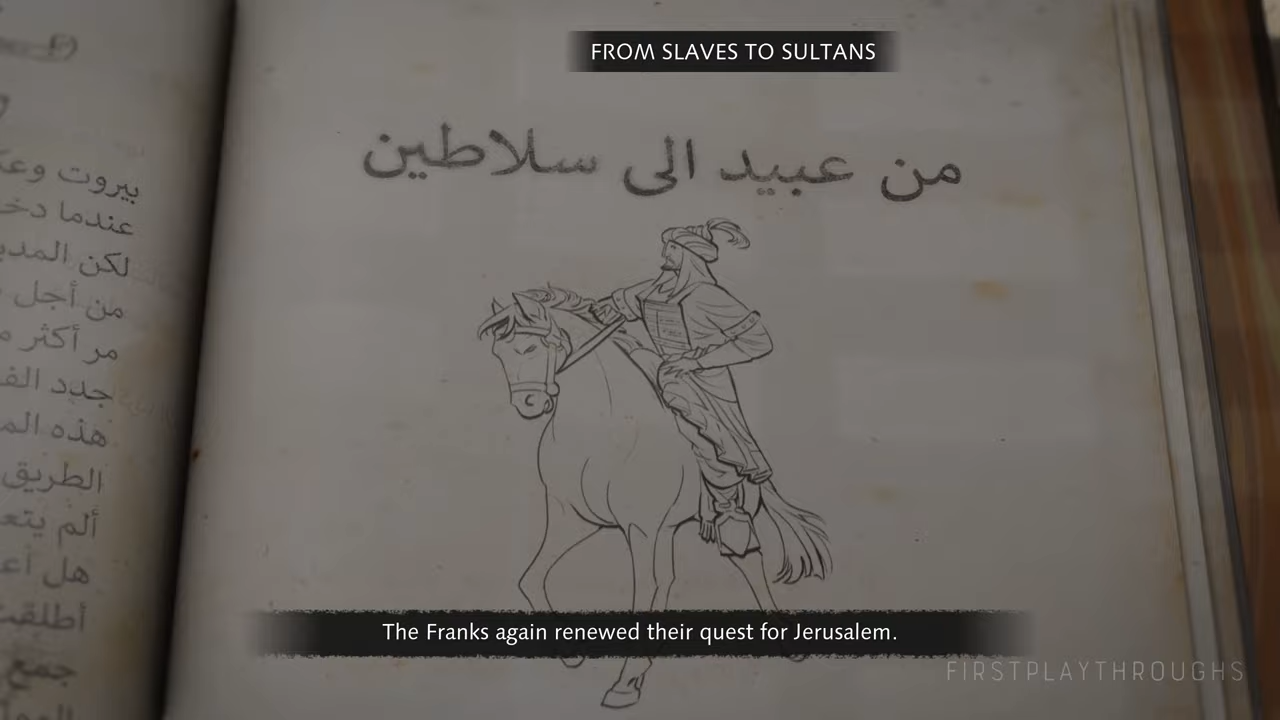 FROM SLAVES TO SULTANS
من عبيد الى سلاطين
بيروت
عندما
لكن
من أجل
مر أكثر
جدد
هذه
الطريق
ألم
هل
جمع
The Franks again renewed their quest for Jerusalem.
FIRSTPLAYTHROUGHS